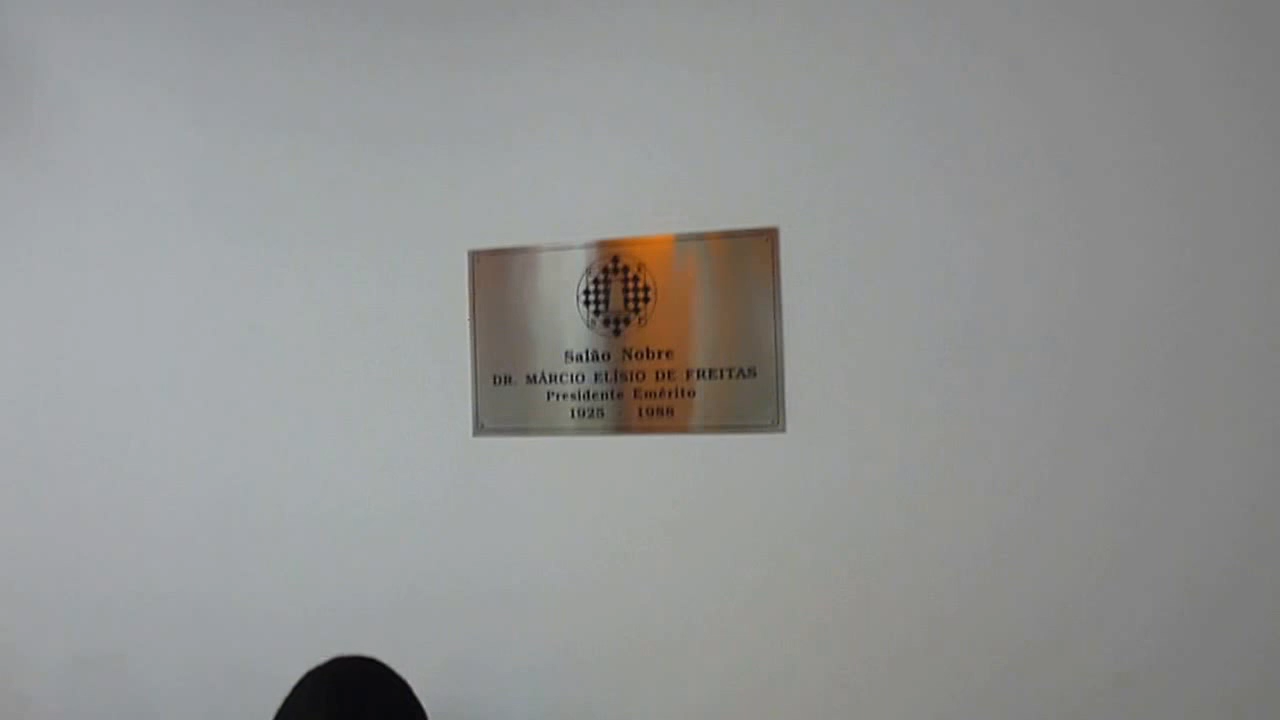 Salão Nobre
DR. MÁRCIO ELÍSIO DE FREITAS
Presidente Emérito
1925 - 1988